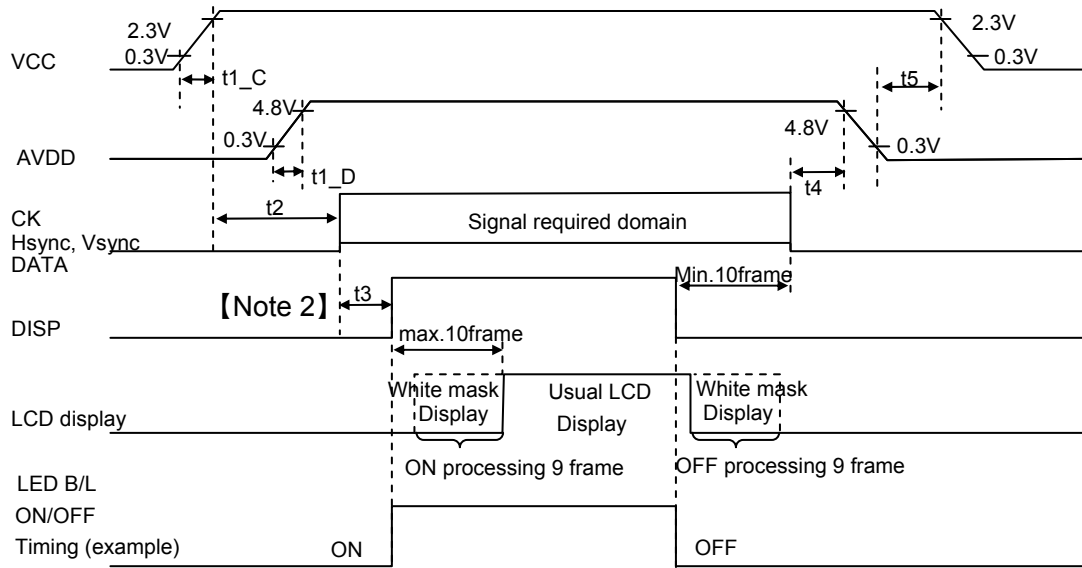 2.3V
2.3V
VCC
0.3V
0.3V
t1_C
t5
4.8V
4.8V
0.3V
0.3V
AVDD
t1_D
t4
t2
CK
Hsync, Vsync
DATA
Signal required domain
Min.10frame
【Note 2】
t3
DISP
max.10frame
White mask
Display
Usual LCD
Display
White mask
Display
LCD display
ON processing 9 frame
OFF processing 9 frame
LED B/L
ON/OFF
Timing (example)
ON
OFF